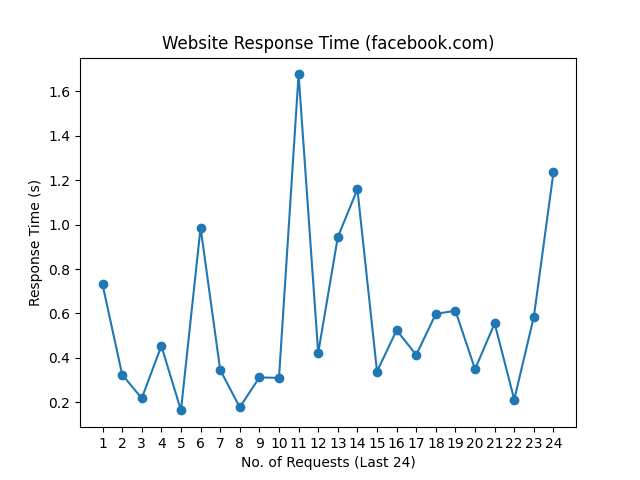 Website Response Time (facebook.com)
1.6
1.4
1.2
1.0
0.8
0.6
0.4
0.2
Response Time (s)
1 2 3 4 5 6 7 8 9 10 11 12 13 14 15 16 17 18 19 20 21 22 23 24
No. of Requests (Last 24)